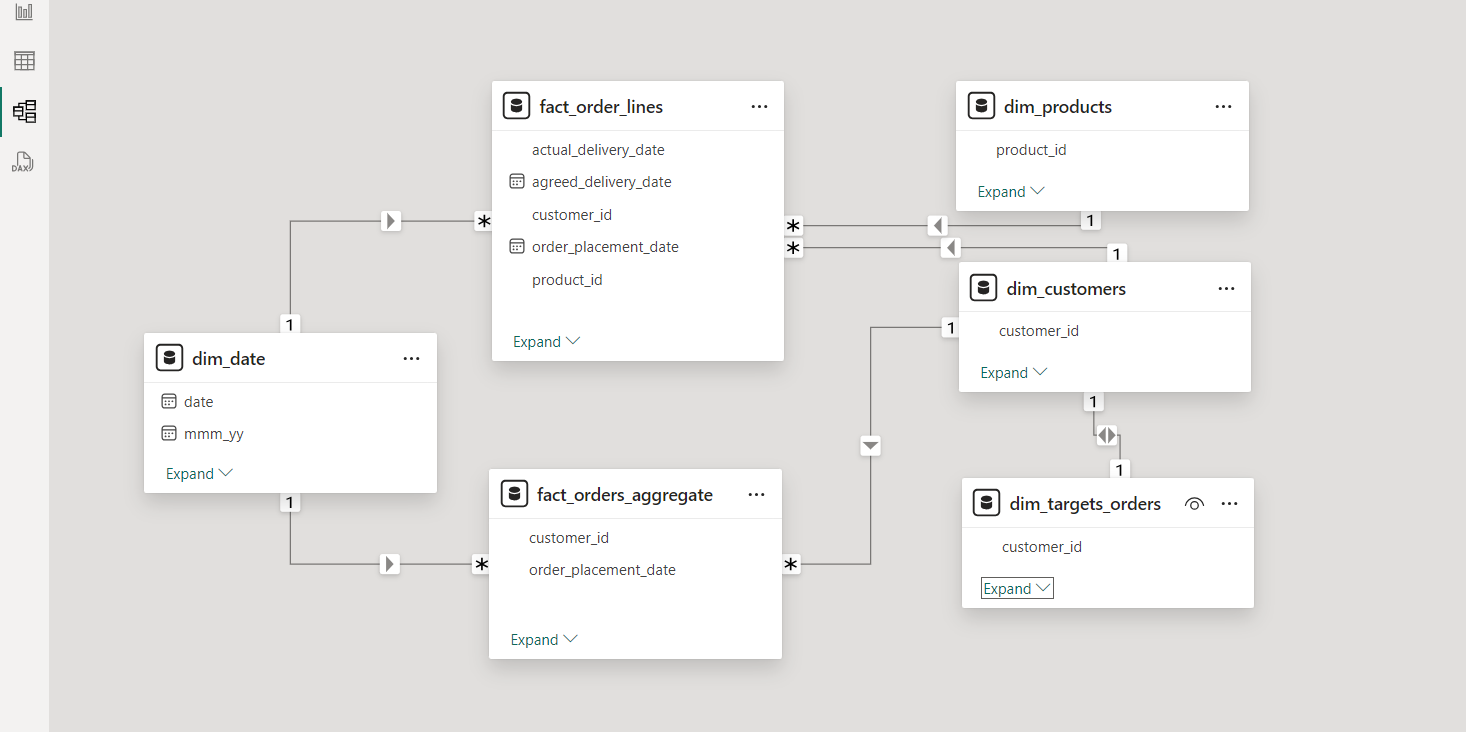 DAX
fact_order_lines
actual_delivery_date
agreed_delivery_date
customer_id
order_placement_date
product_id
Expand
dim_products
product_id
Expand
dim_customers
customer_id
Expand
dim_date
date
mmm_yy
Expand
fact_orders_aggregate
customer_id
order_placement_date
Expand
dim_targets_orders
customer_id
Expand
1
*
*
1
*
1
1
1
1
*
*
1
1